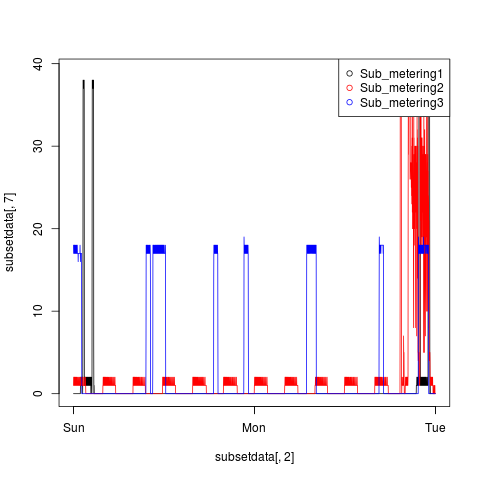 Sub_metering1
Sub_metering2
Sub_metering3
subsetdata[, 7]
40
30
20
10
0
Sun Mon Tue
subsetdata[, 2]